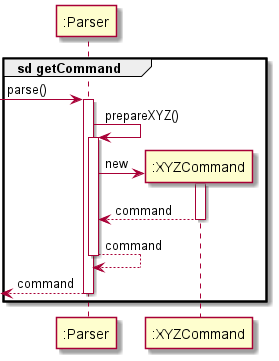 :Parser
sd getCommand
parse()
prepareXYZ()
new
:XYZCommand
command
command
command
:Parser
:XYZCommand